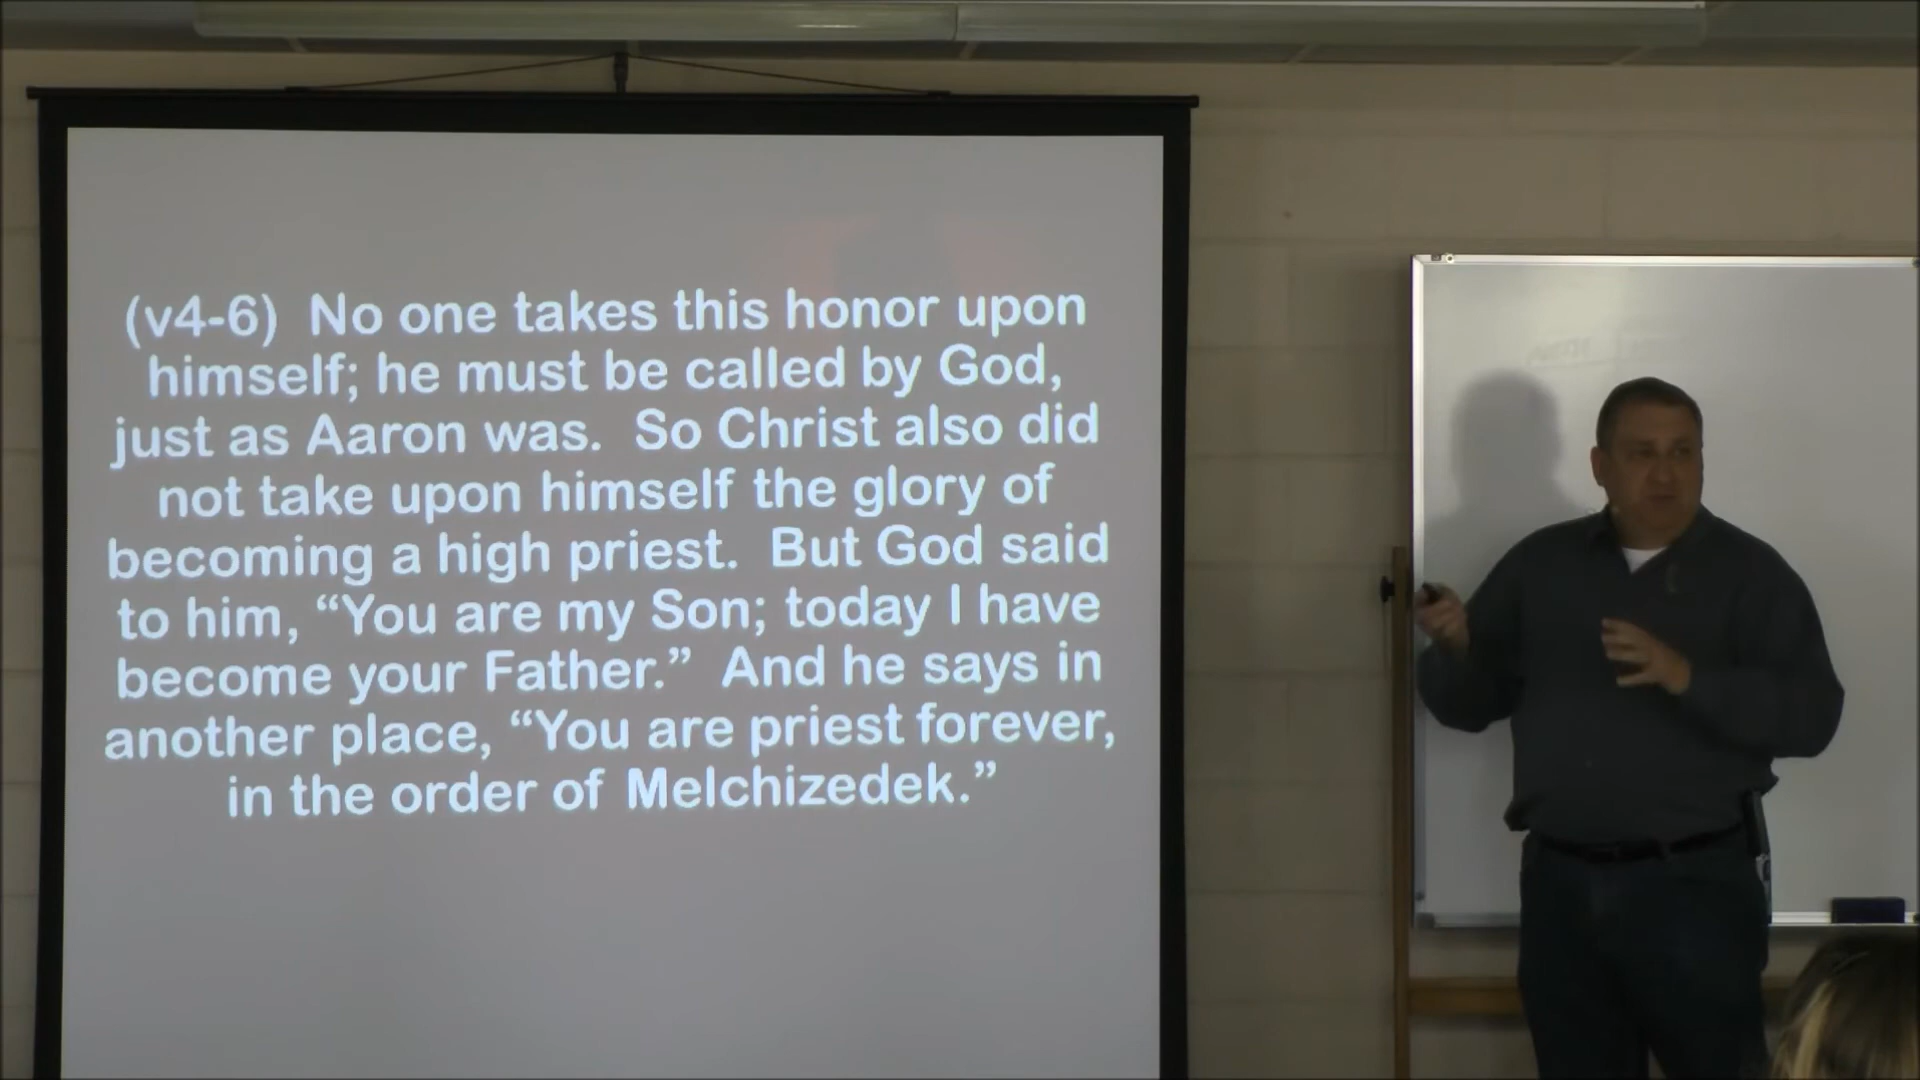 (v4-6) No one takes this honor upon
himself; he must be called by God,
just as Aaron was. So Christ also did
not take upon himself the glory of
becoming a high priest. But God said
to him, “You are my Son; today I have
become your Father.” And he says in
another place, “You are priest forever,
in the order of Melchizedek.”